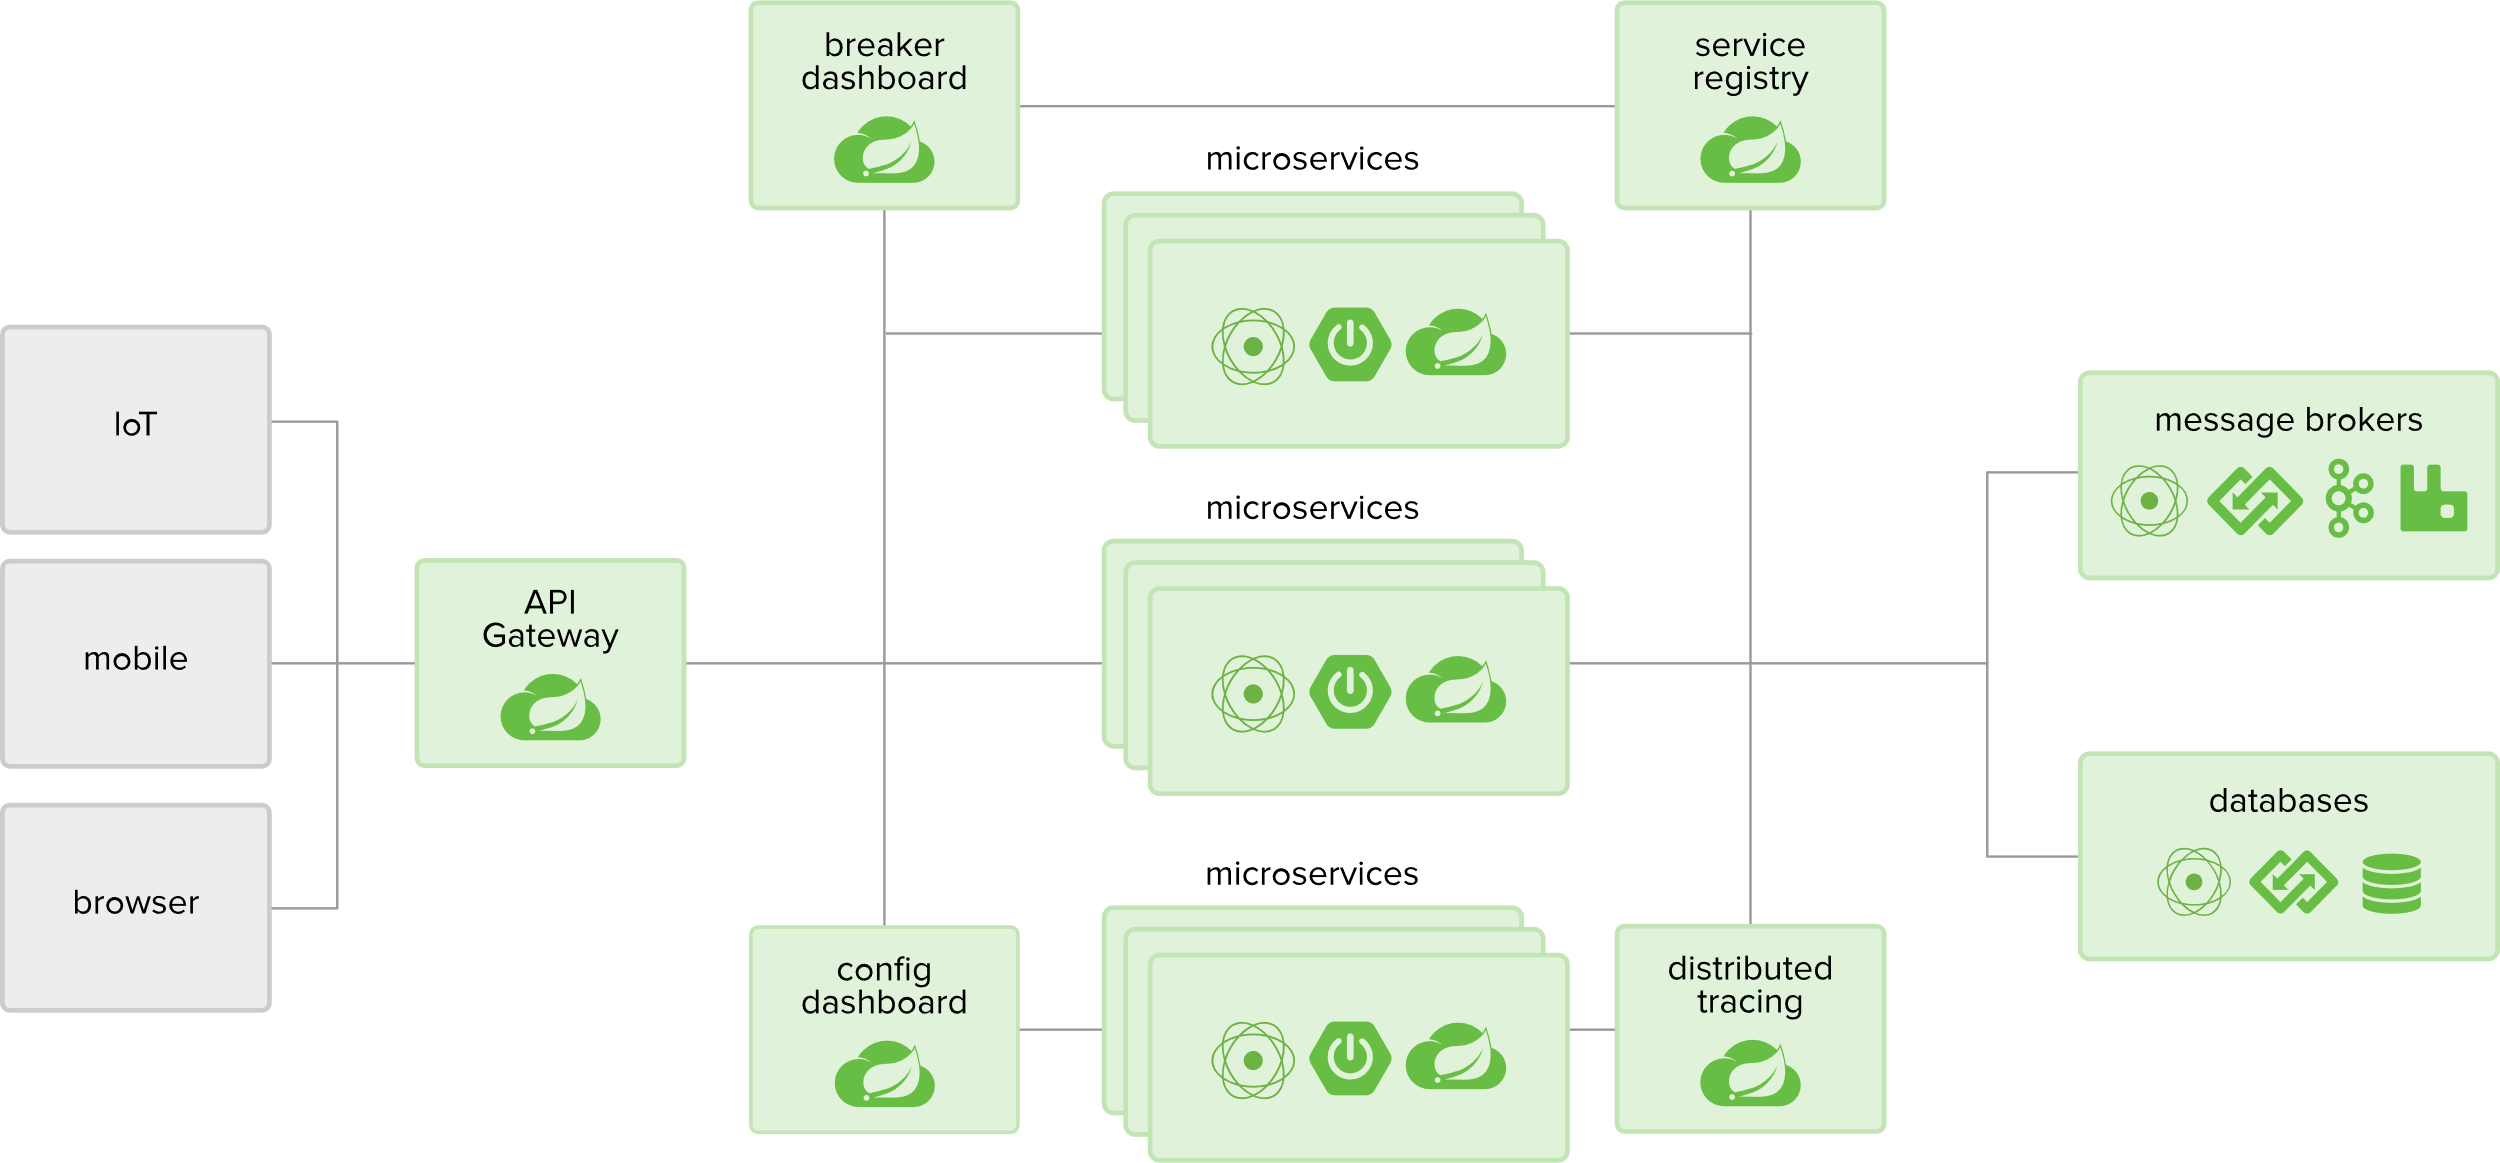 breaker
dashboard
service
registry
microservices
IoT
message brokers
microservices
API
Gateway
mobile
databases
microservices
browser
config
dashboard
distributed
tracing